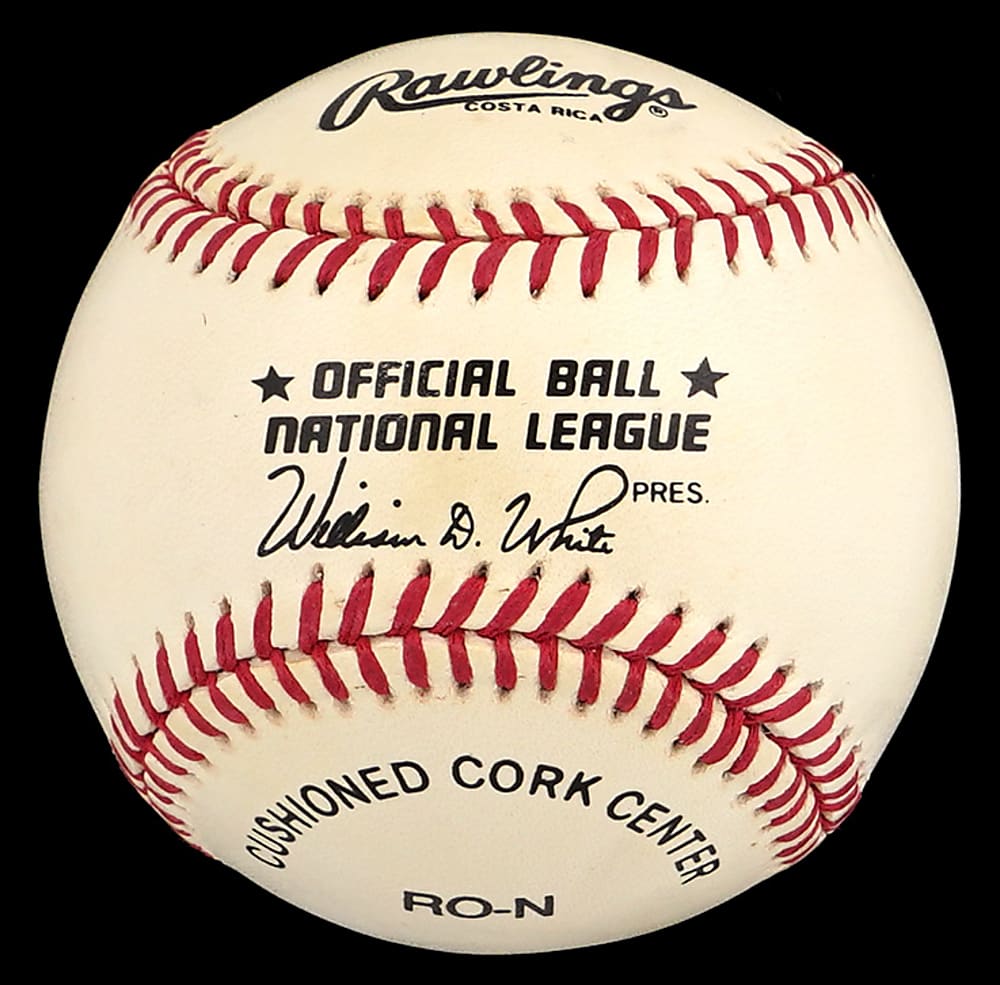 Rawlings®
COSTA RICA
★ OFFICIAL BALL ★
NATIONAL LEAGUE
William D. White PRES.
CUSHIONED CORK CENTER
RO-N